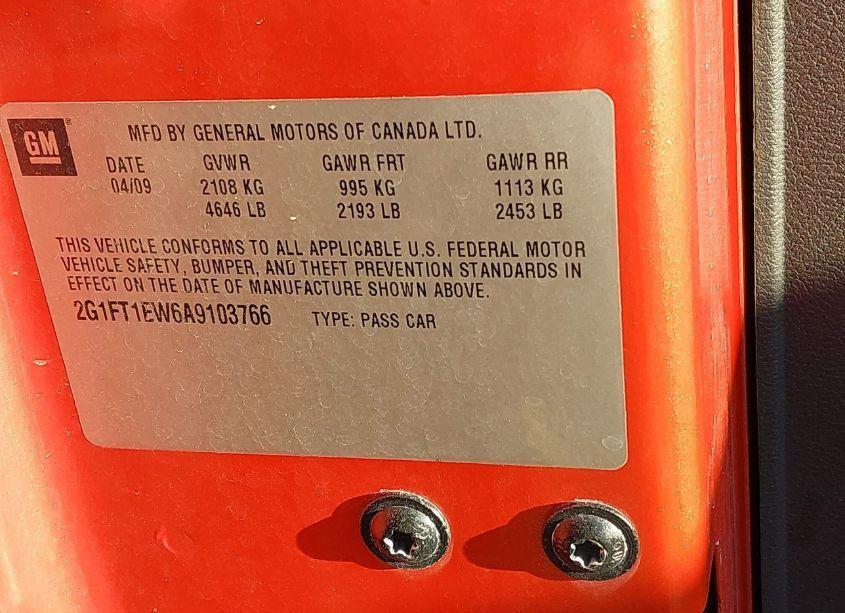 GM
MFD BY GENERAL MOTORS OF CANADA LTD.
DATE GVWR GAWR FRT GAWR RR
04/09 2108 KG 995 KG 1113 KG
4646 LB 2193 LB 2453 LB
THIS VEHICLE CONFORMS TO ALL APPLICABLE U.S. FEDERAL MOTOR
VEHICLE SAFETY, BUMPER, AND THEFT PREVENTION STANDARDS IN
EFFECT ON THE DATE OF MANUFACTURE SHOWN ABOVE.
2G1FT1EW6A9103766 TYPE: PASS CAR